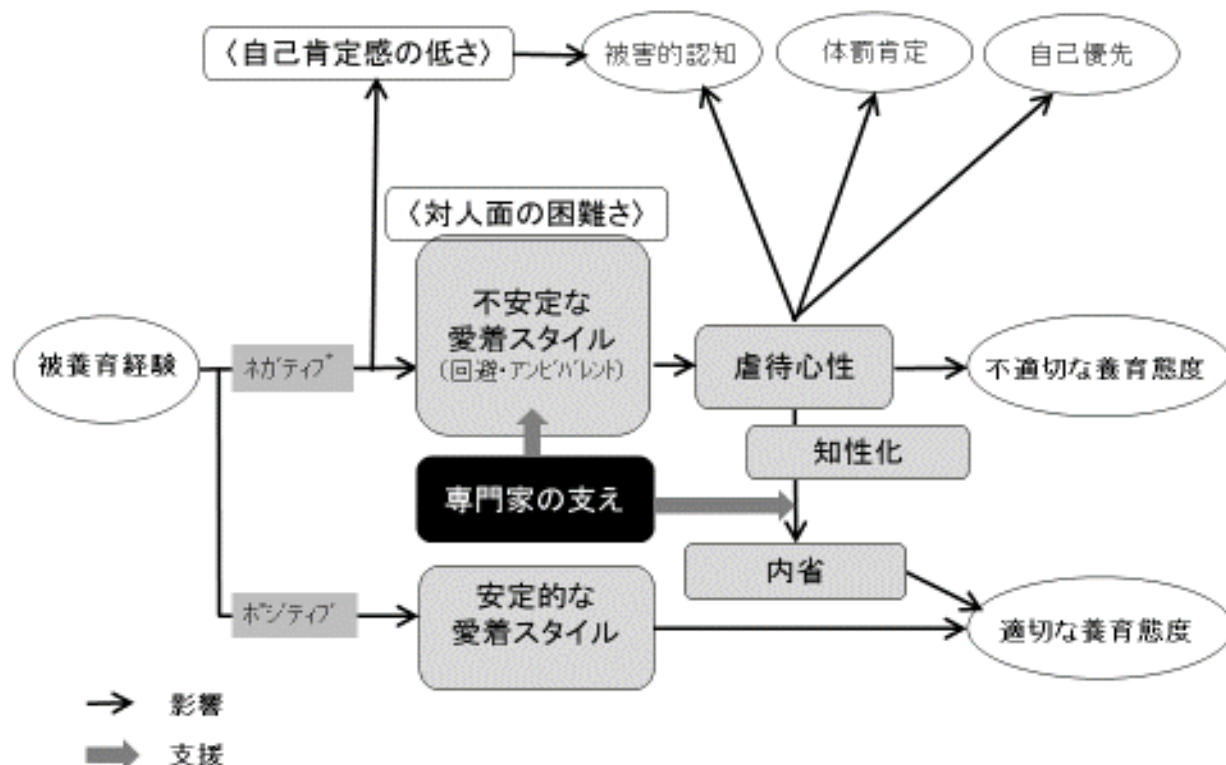 〈自己肯定感の低さ〉
被害的認知
体罰肯定
自己優先
〈対人面の困難さ〉
不安定な
愛着スタイル
(回避・アンビバレント)
被養育経験
ネガティブ
虐待心性
不適切な養育態度
知性化
専門家の支え
内省
ポジティブ
安定的な
愛着スタイル
適切な養育態度
影響
支援